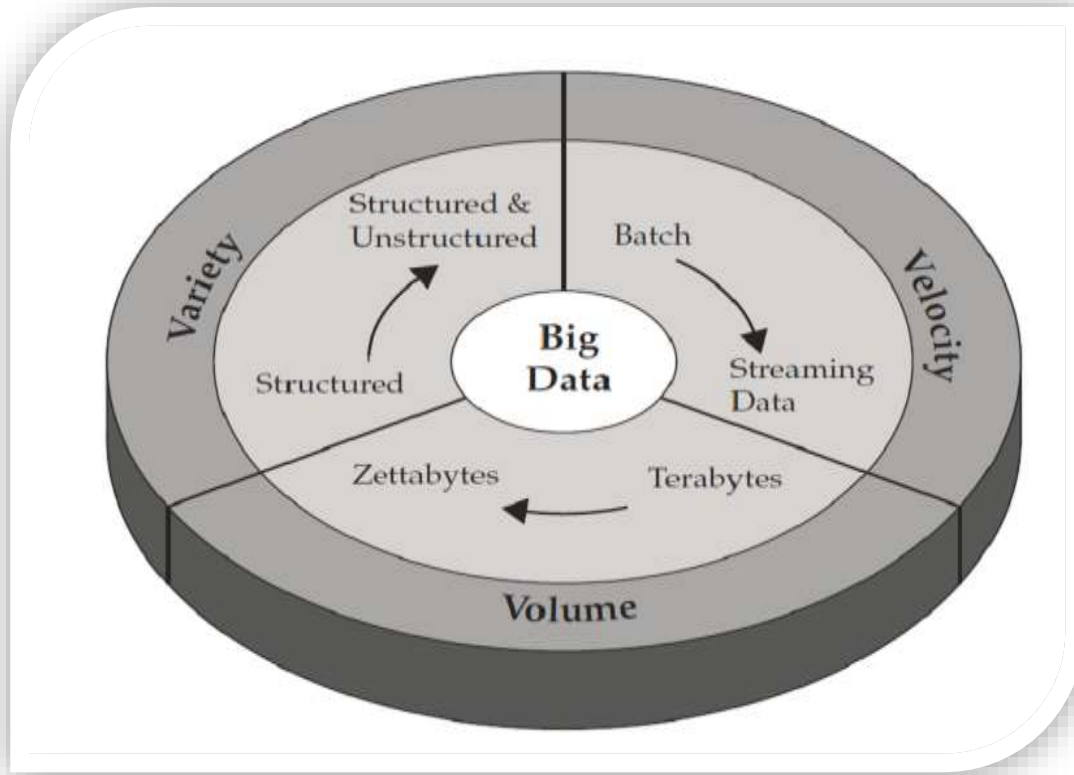 Structured &
Unstructured
Structured
Variety
Batch
Streaming
Data
Velocity
Big
Data
Zettabytes
Terabytes
Volume